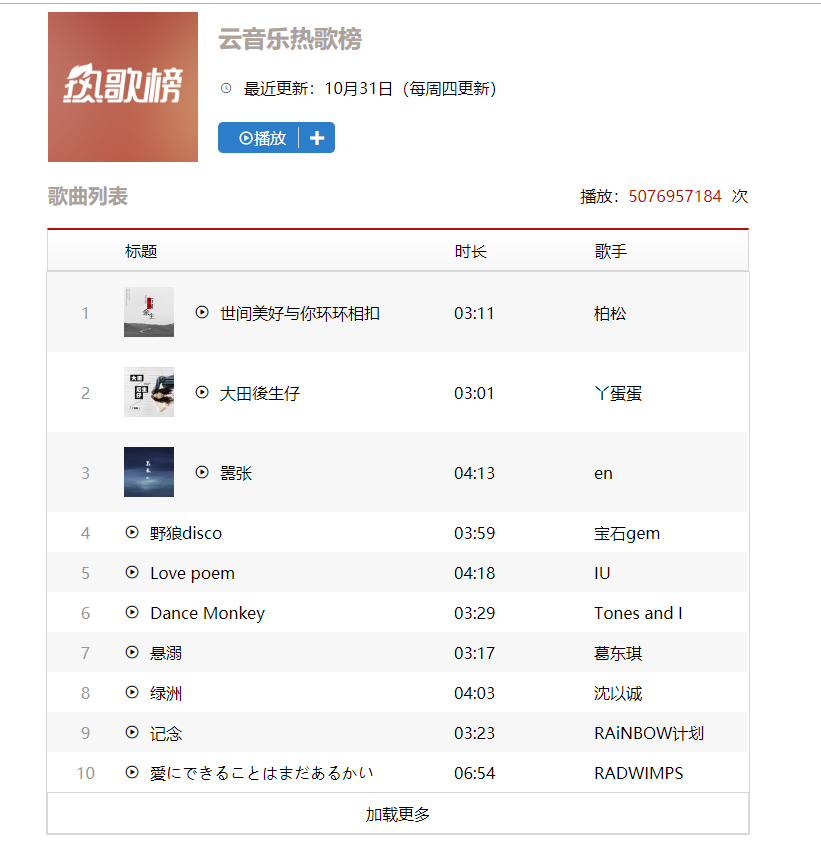 热歌榜
云音乐热歌榜
最近更新：10月31日（每周四更新）
播放
歌曲列表 播放：5076957184 次
标题 时长 歌手
1 世间美好与你环环相扣 03:11 柏松
2 大田後生仔 03:01 丫蛋蛋
3 嚣张 04:13 en
4 野狼disco 03:59 宝石gem
5 Love poem 04:18 IU
6 Dance Monkey 03:29 Tones and I
7 悬溺 03:17 葛东琪
8 绿洲 04:03 沈以诚
9 记念 03:23 RAiNBOW计划
10 愛にできることはまだあるかい 06:54 RADWIMPS
加载更多